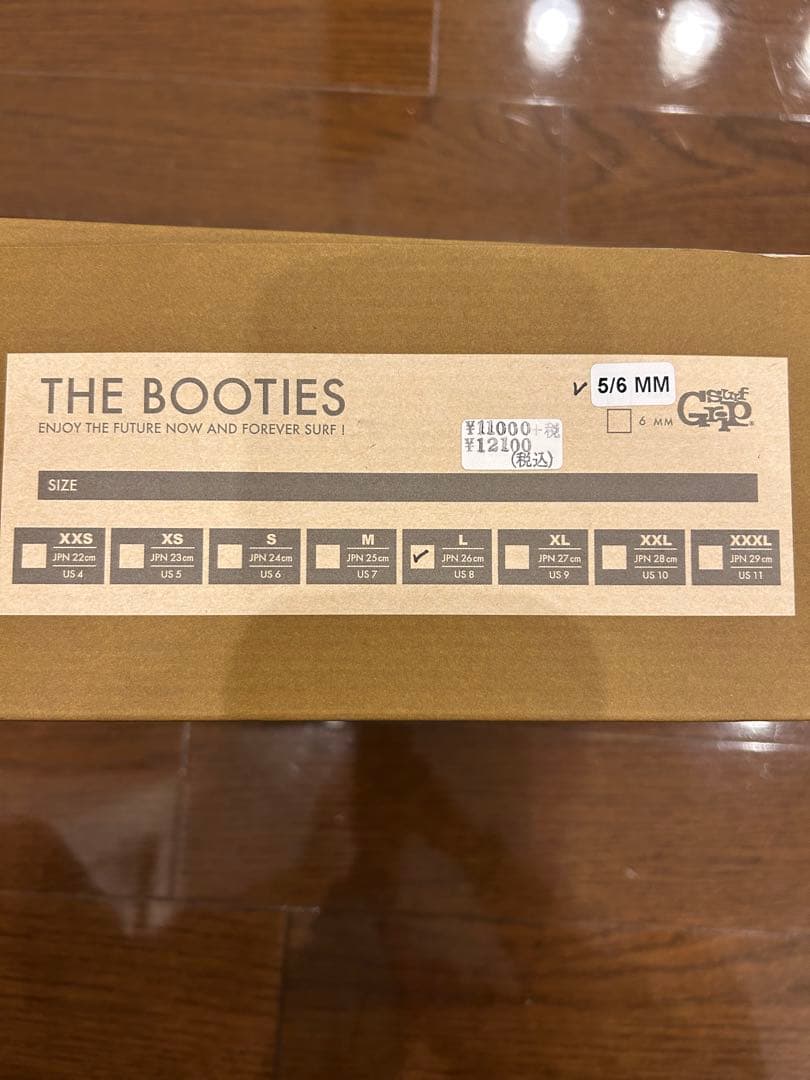 THE BOOTIES
ENJOY THE FUTURE NOW AND FOREVER SURF !
✓ 5/6 MM
6 MM
SURF GRIP®
¥11000+税
¥12100
(税込)
SIZE
XXS
JPN 22cm
US 4
XS
JPN 23cm
US 5
S
JPN 24cm
US 6
M
JPN 25cm
US 7
✓
L
JPN 26cm
US 8
XL
JPN 27cm
US 9
XXL
JPN 28cm
US 10
XXXL
JPN 29cm
US 11